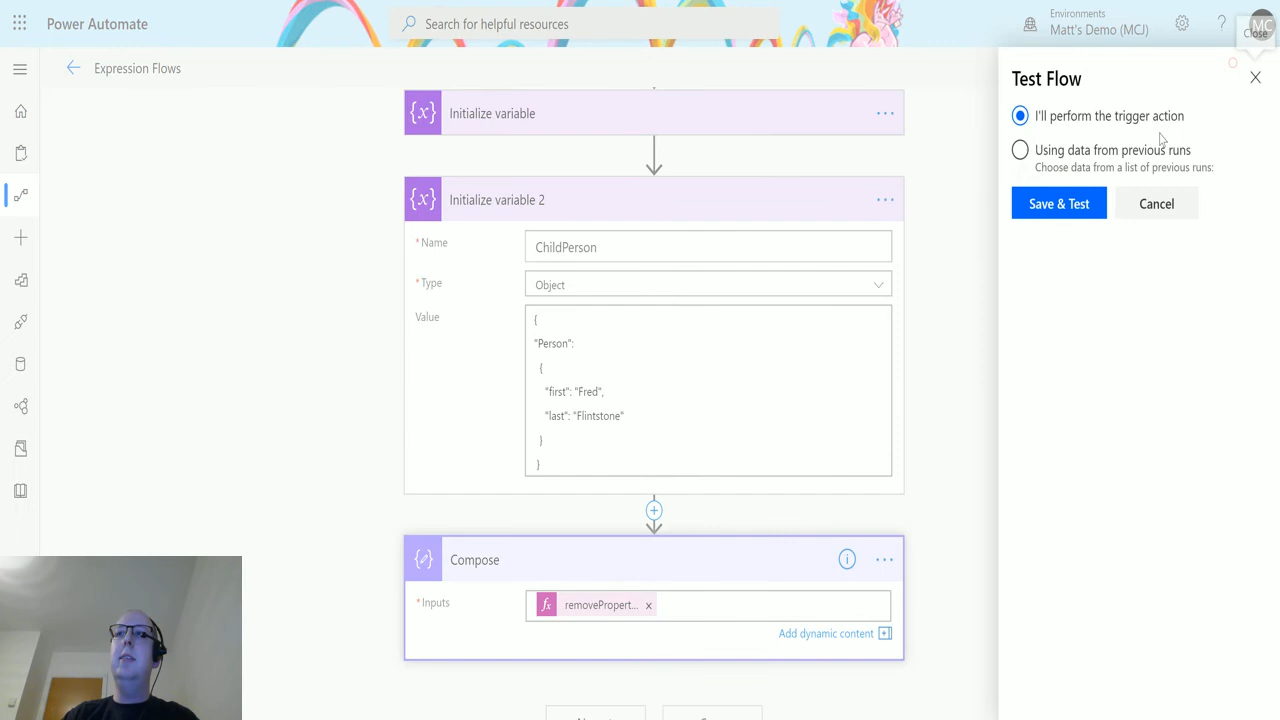 Power Automate
Search for helpful resources
Environments
Matt's Demo (MCJ)
?
MC
Close
Expression Flows
Test Flow
I'll perform the trigger action
Using data from previous runs
Choose data from a list of previous runs:
Save & Test
Cancel
{x} Initialize variable
{x} Initialize variable 2
*Name
ChildPerson
*Type
Object
Value
{
"Person":
{
"first": "Fred",
"last": "Flintstone"
}
}
Compose
*Inputs
fx removePropert... x
Add dynamic content